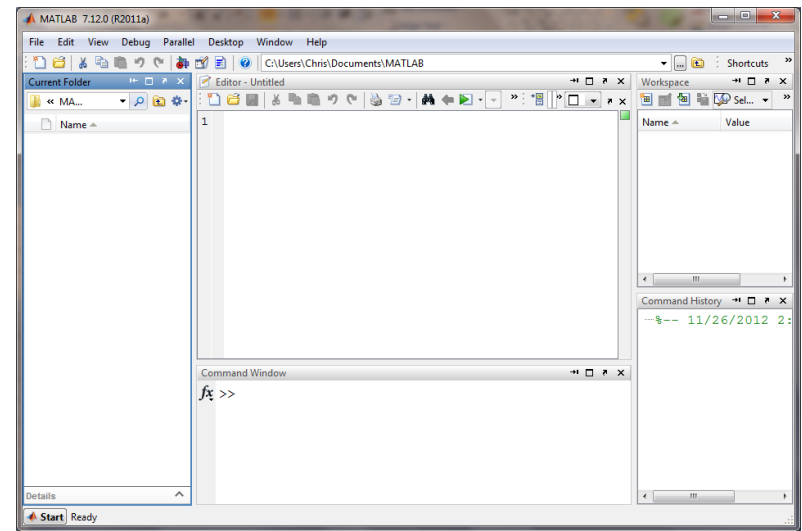 MATLAB 7.12.0 (R2011a)
File Edit View Debug Parallel Desktop Window Help
C:\Users\Chris\Documents\MATLAB
Shortcuts »
Current Folder
« MA...
Name
Editor - Untitled
» »
1
Workspace
Sel... »
Name Value
Command History
%-- 11/26/2012 2:
Command Window
fx >>
Details
Start Ready